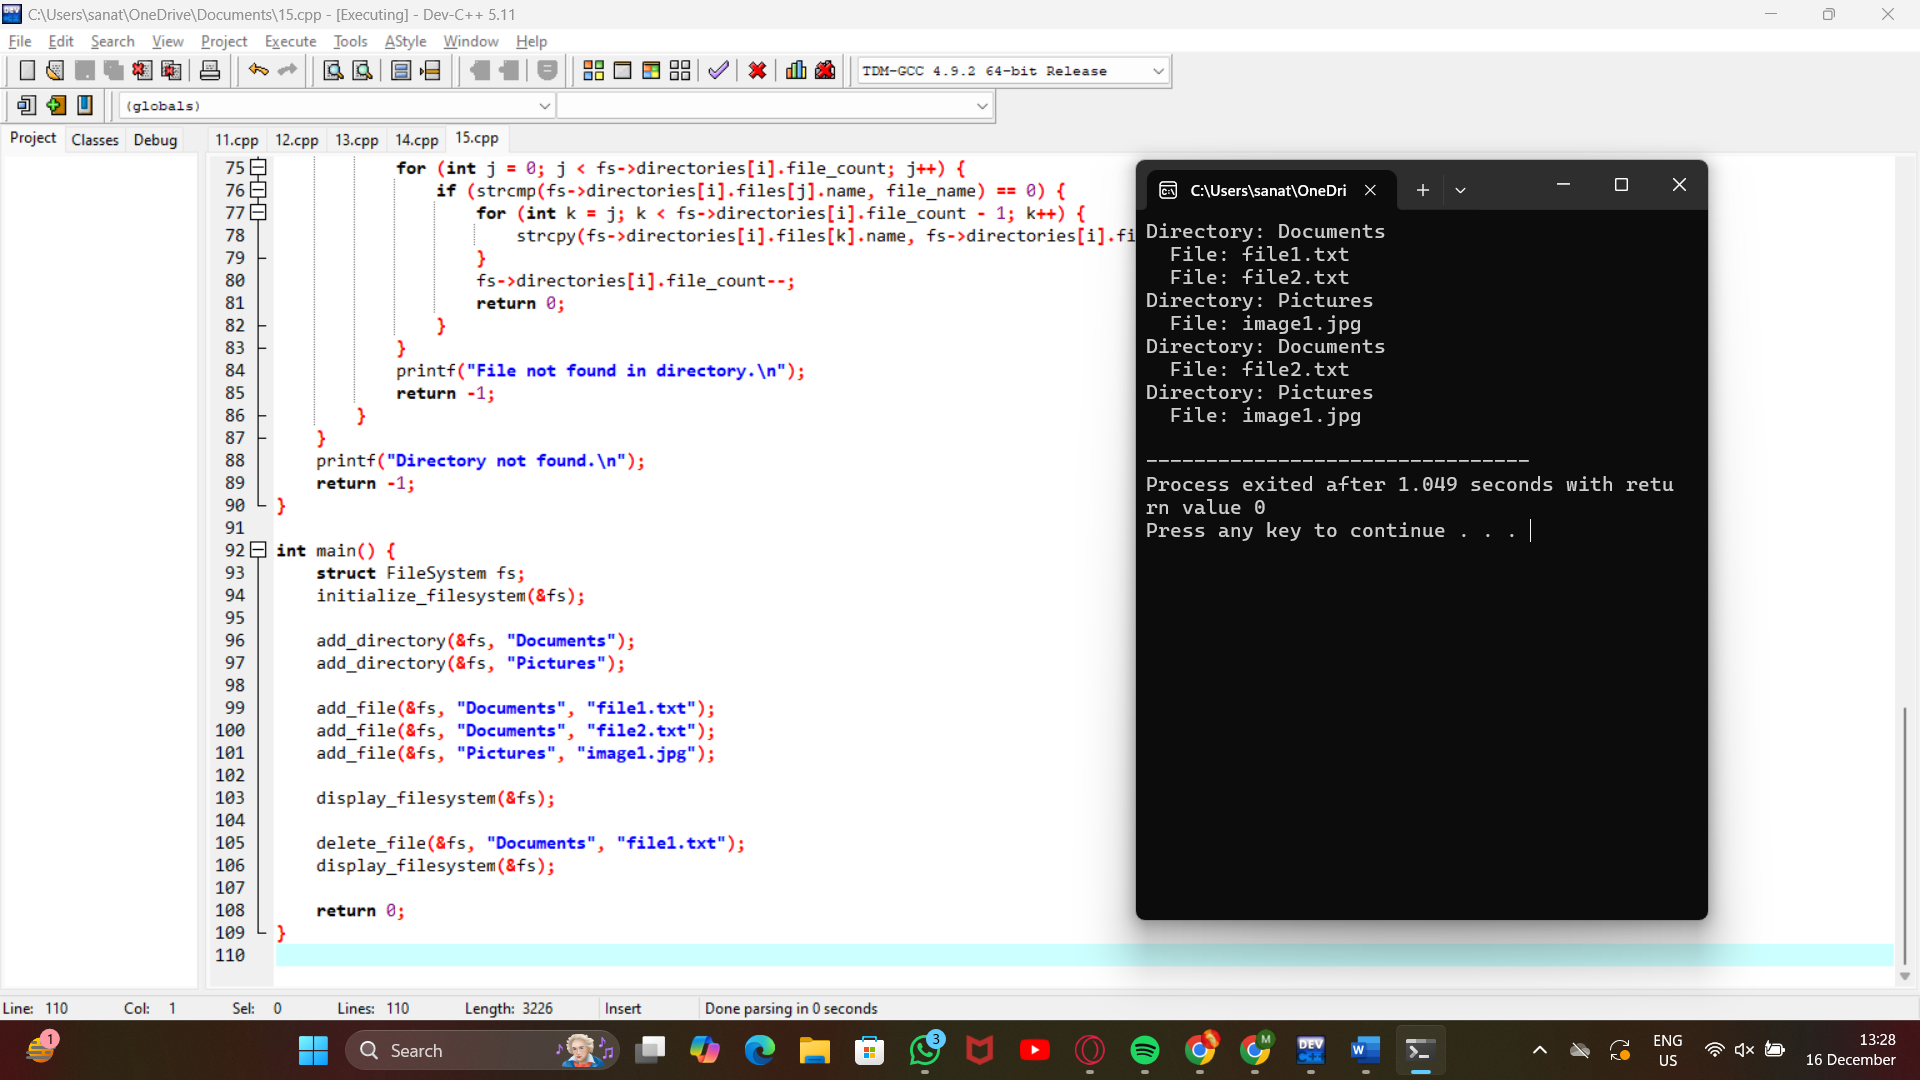 C:\Users\sanat\OneDrive\Documents\15.cpp - [Executing] - Dev-C++ 5.11
File Edit Search View Project Execute Tools AStyle Window Help
TDM-GCC 4.9.2 64-bit Release
(globals)
Project Classes Debug
11.cpp 12.cpp 13.cpp 14.cpp 15.cpp
75 for (int j = 0; j < fs->directories[i].file_count; j++) {
76 if (strcmp(fs->directories[i].files[j].name, file_name) == 0) {
77 for (int k = j; k < fs->directories[i].file_count - 1; k++) {
78 strcpy(fs->directories[i].files[k].name, fs->directories[i].fi
79 }
80 fs->directories[i].file_count--;
81 return 0;
82 }
83 }
84 printf("File not found in directory.\n");
85 return -1;
86 }
87 }
88 printf("Directory not found.\n");
89 return -1;
90 }
91
92 int main() {
93 struct FileSystem fs;
94 initialize_filesystem(&fs);
95
96 add_directory(&fs, "Documents");
97 add_directory(&fs, "Pictures");
98
99 add_file(&fs, "Documents", "file1.txt");
100 add_file(&fs, "Documents", "file2.txt");
101 add_file(&fs, "Pictures", "image1.jpg");
102
103 display_filesystem(&fs);
104
105 delete_file(&fs, "Documents", "file1.txt");
106 display_filesystem(&fs);
107
108 return 0;
109 }
110
C:\Users\sanat\OneDri
Directory: Documents
File: file1.txt
File: file2.txt
Directory: Pictures
File: image1.jpg
Directory: Documents
File: file2.txt
Directory: Pictures
File: image1.jpg
--------------------------------
Process exited after 1.049 seconds with retu
rn value 0
Press any key to continue . . .
Line: 110 Col: 1 Sel: 0 Lines: 110 Length: 3226 Insert Done parsing in 0 seconds
1
Search
3
M
DEV
C++
W
ENG
US
13:28
16 December